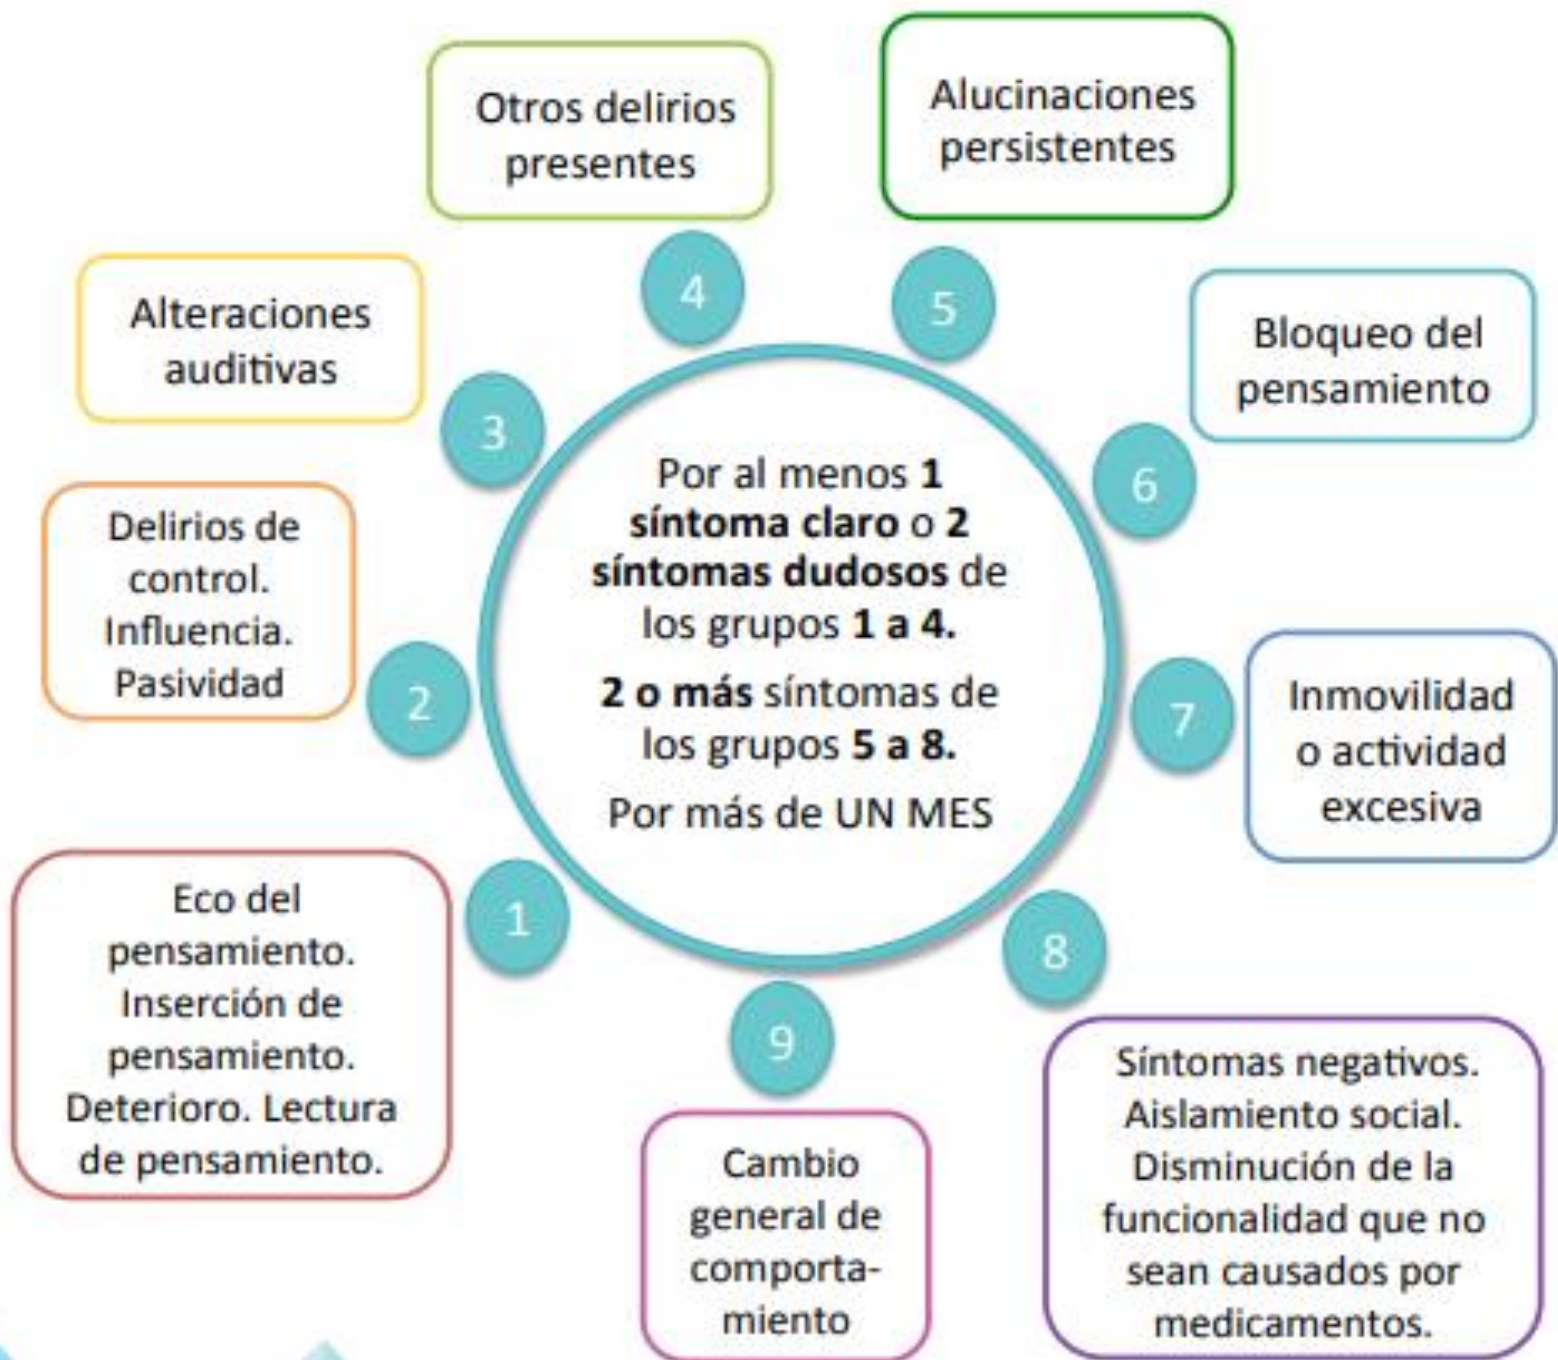 Otros delirios
presentes
Alucinaciones
persistentes
Alteraciones
auditivas
Bloqueo del
pensamiento
4
5
3
6
Delirios de
control.
Influencia.
Pasividad
2
Por al menos 1
síntoma claro o 2
síntomas dudosos de
los grupos 1 a 4.
2 o más síntomas de
los grupos 5 a 8.
Por más de UN MES
7
Inmovilidad
o actividad
excesiva
Eco del
pensamiento.
Inserción de
pensamiento.
Deterioro. Lectura
de pensamiento.
1
8
9
Cambio
general de
comporta-
miento
Síntomas negativos.
Aislamiento social.
Disminución de la
funcionalidad que no
sean causados por
medicamentos.